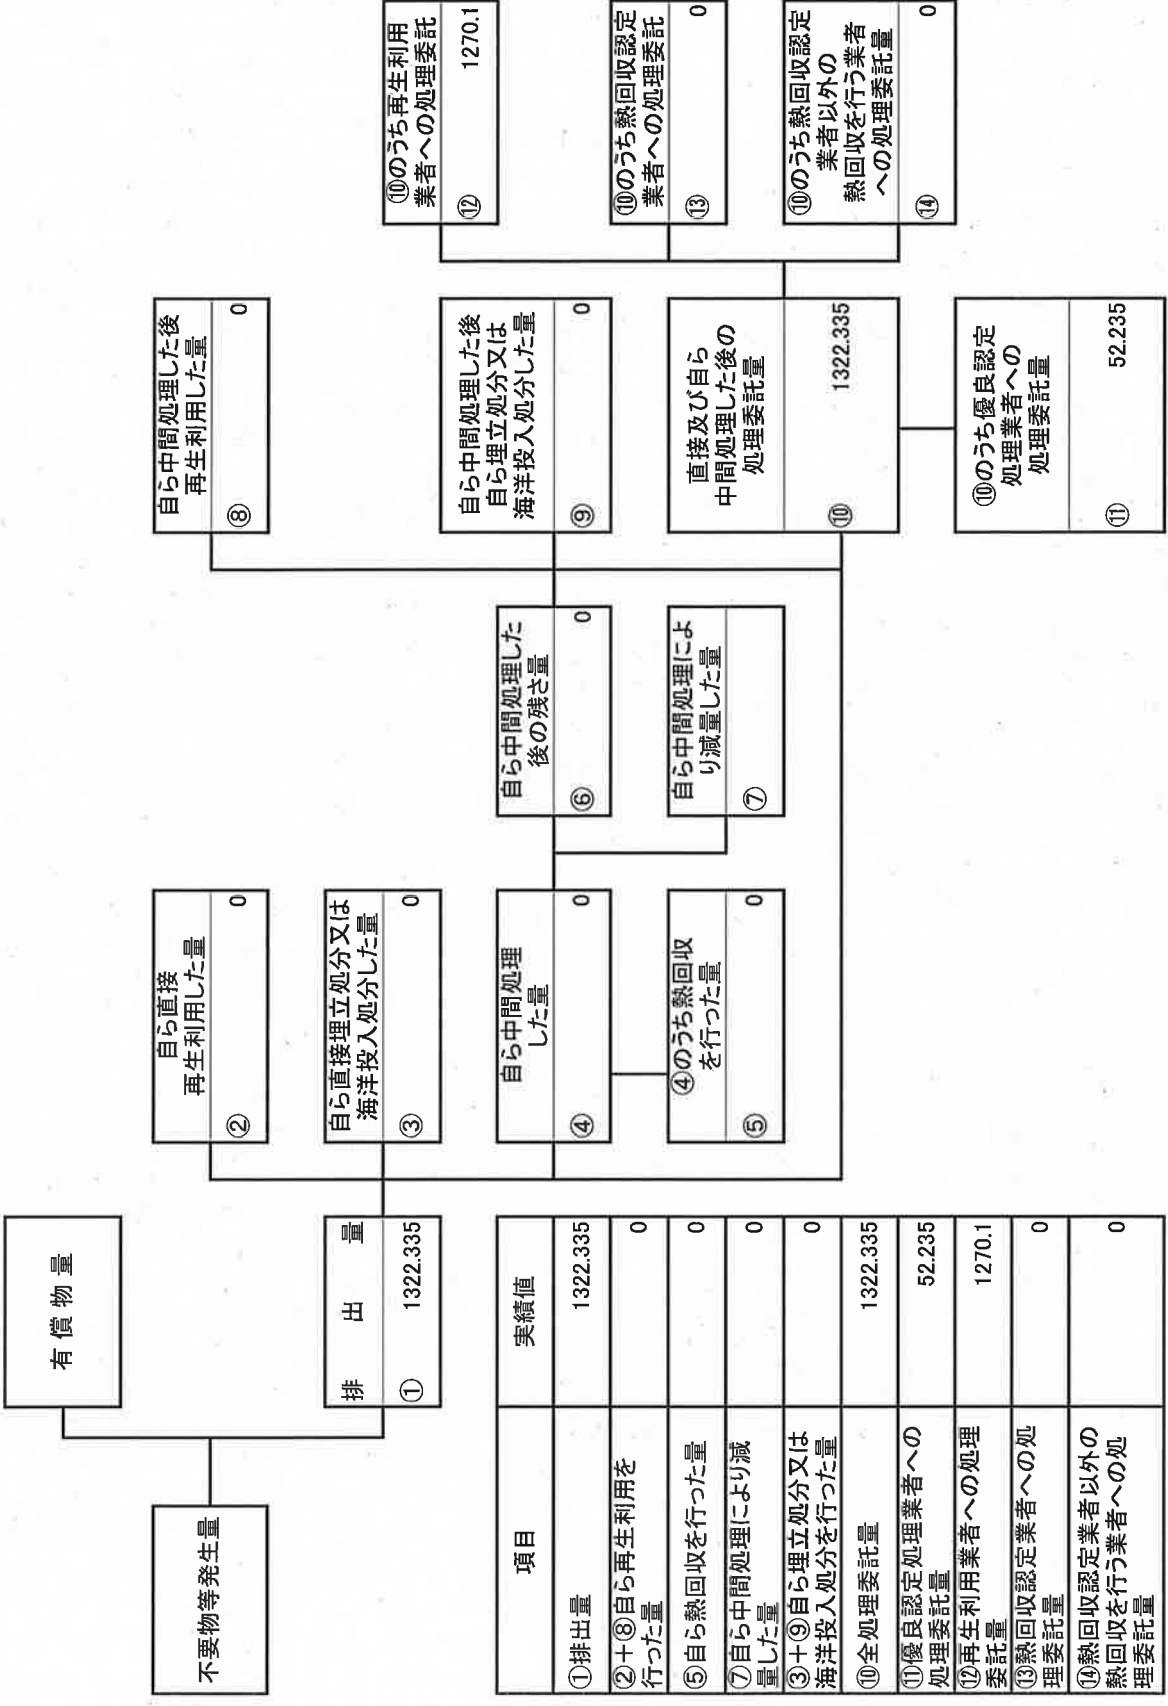 有 償 物 量
不要物等発生量
排 出 量
① 1322.335
自ら直接
再生利用した量
② 0
自ら直接埋立処分又は
海洋投入処分した量
③ 0
自ら中間処理
した量
④ 0
④のうち熱回収
を行った量
⑤ 0
自ら中間処理した
後の残さ量
⑥ 0
自ら中間処理によ
り減量した量
⑦
自ら中間処理した後
再生利用した量
⑧ 0
自ら中間処理した後
自ら埋立処分又は
海洋投入処分した量
⑨ 0
直接及び自ら
中間処理した後の
処理委託量
⑩ 1322.335
⑩のうち優良認定
処理業者への
処理委託量
⑪ 52.235
⑩のうち再生利用
業者への処理委託
⑫ 1270.1
⑩のうち熱回収認定
業者への処理委託
⑬ 0
⑩のうち熱回収認定
業者以外の
熱回収を行う業者
への処理委託量
⑭ 0
項目 実績値
①排出量 1322.335
②＋⑧自ら再生利用を
行った量 0
⑤自ら熱回収を行った量 0
⑦自ら中間処理により減
量した量 0
③＋⑨自ら埋立処分又は
海洋投入処分を行った量 0
⑩全処理委託量 1322.335
⑪優良認定処理業者への
処理委託量 52.235
⑫再生利用業者への処理
委託量 1270.1
⑬熱回収認定業者への処
理委託量 0
⑭熱回収認定業者以外の
熱回収を行う業者への処
理委託量 0